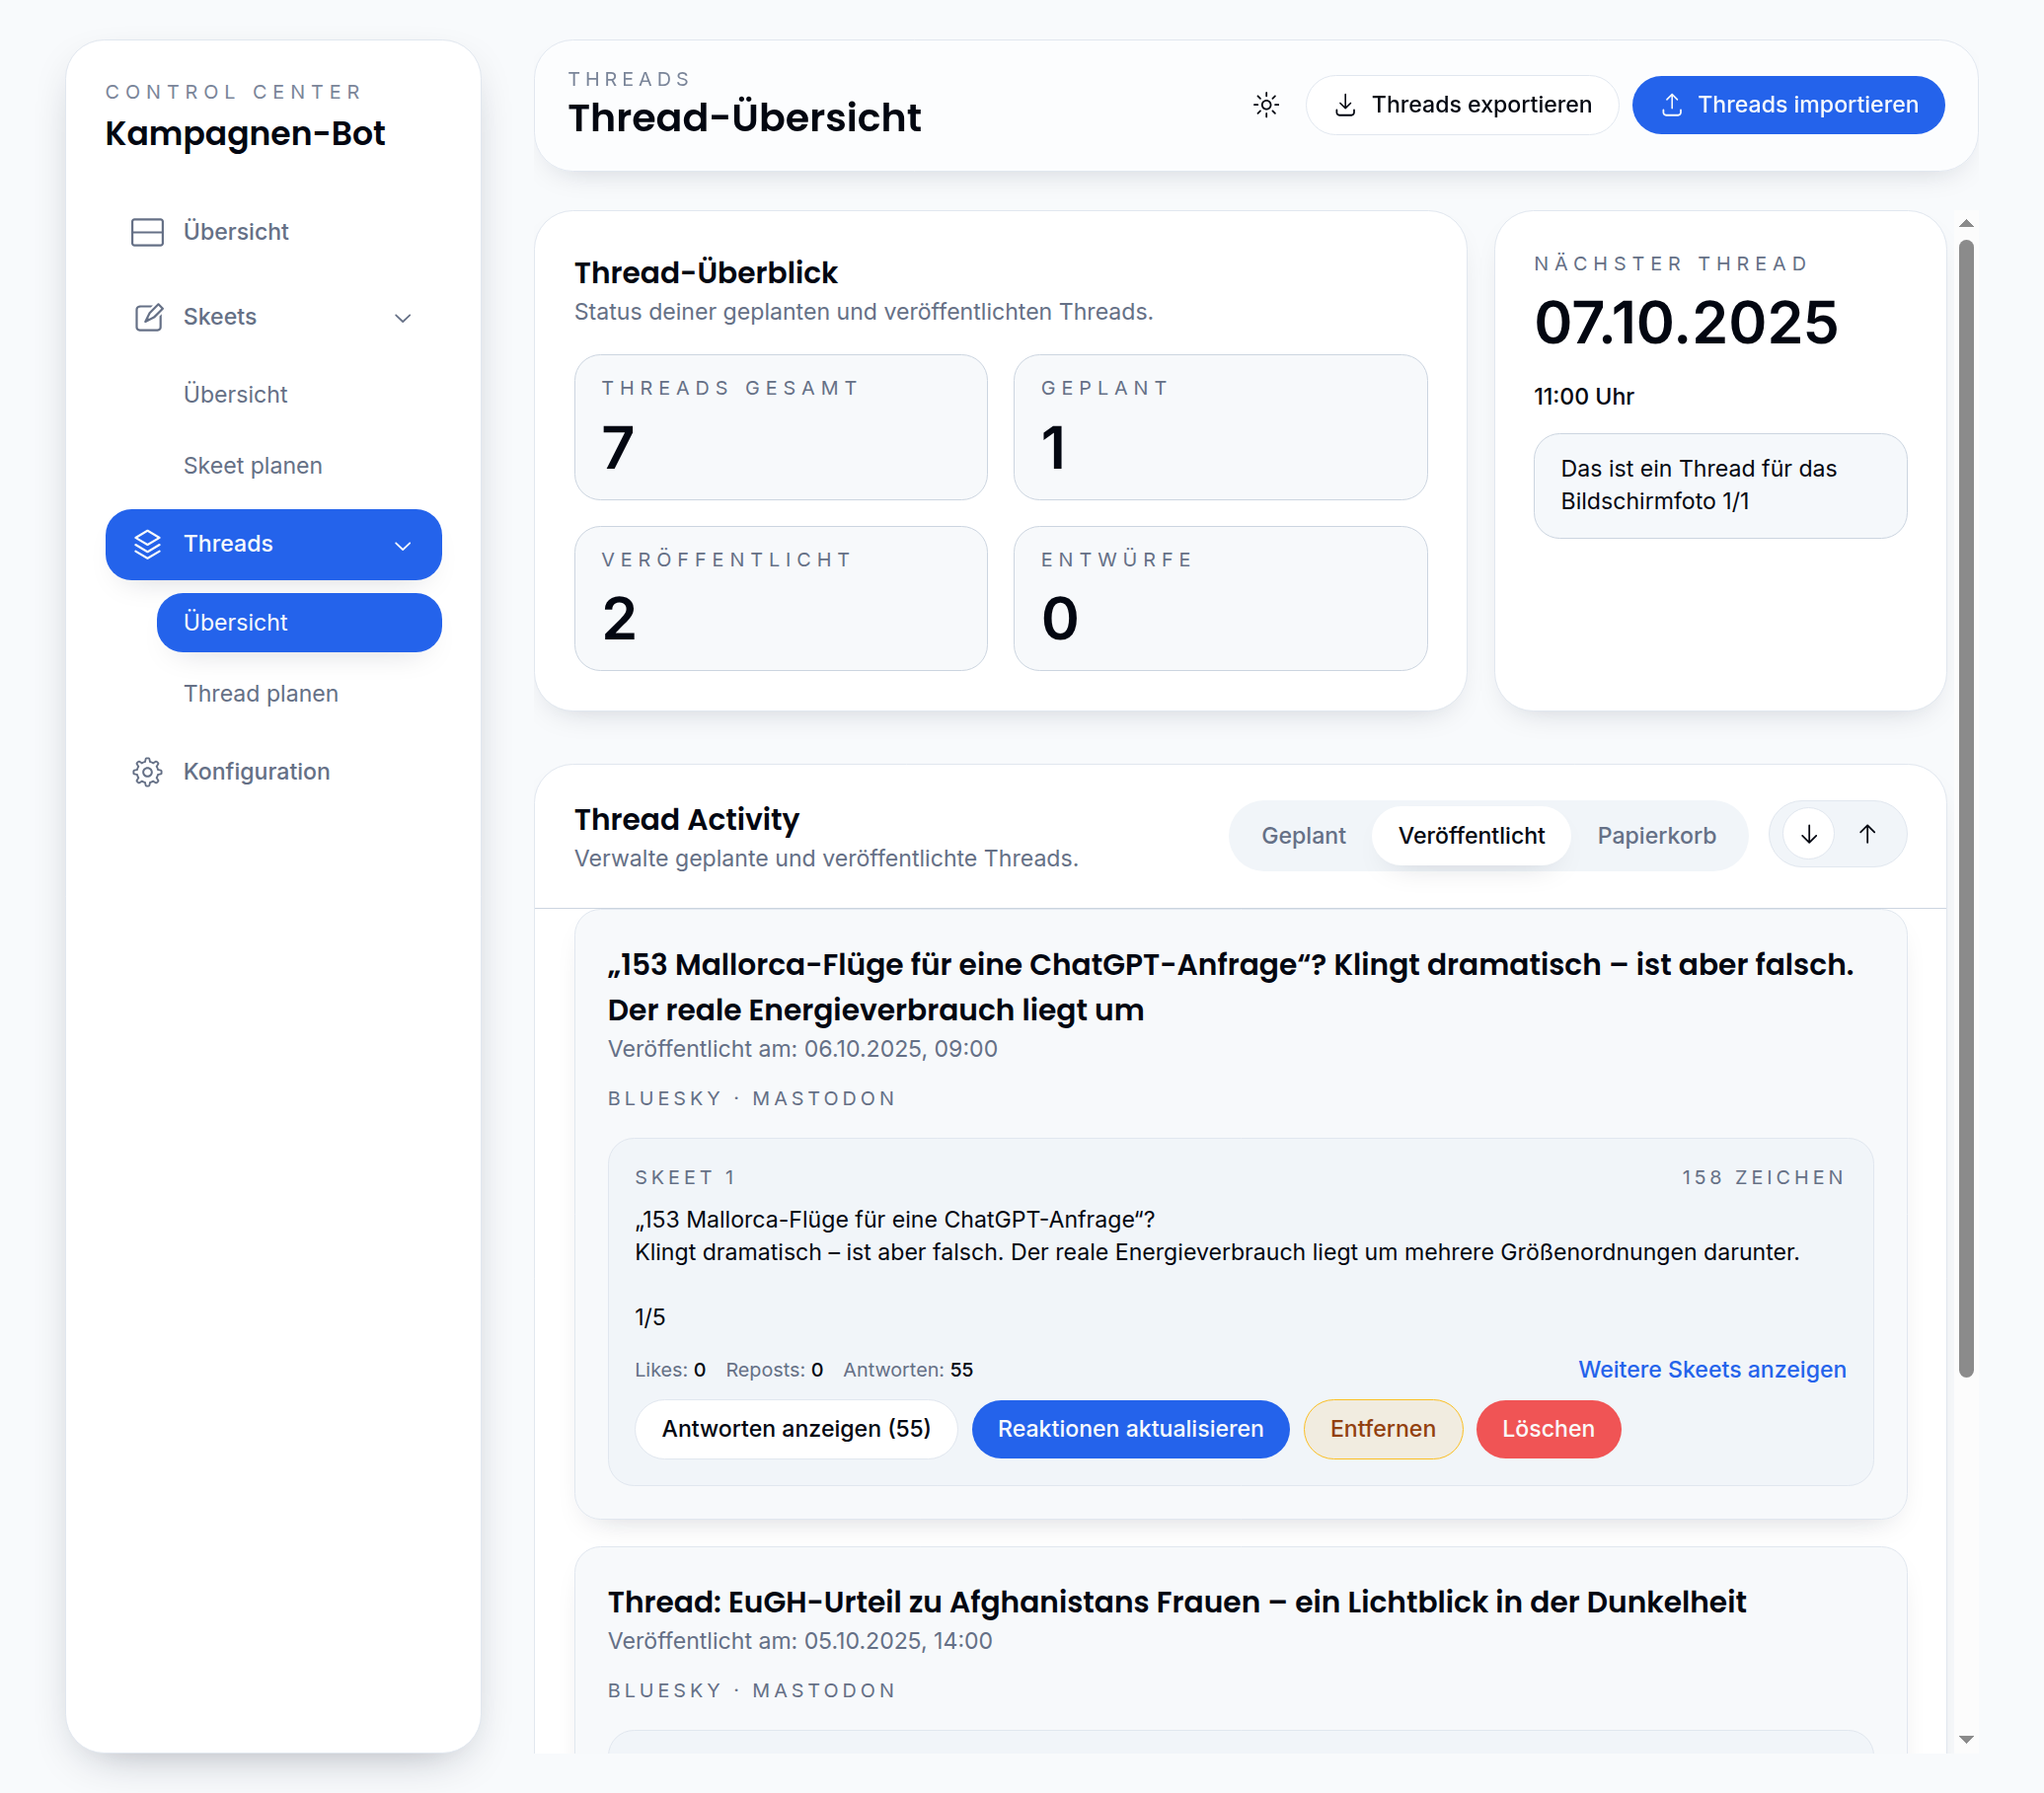 CONTROL CENTER
Kampagnen-Bot
Übersicht
Skeets
Übersicht
Skeet planen
Threads
Übersicht
Thread planen
Konfiguration
THREADS
Thread-Übersicht
Threads exportieren
Threads importieren
Thread-Überblick
Status deiner geplanten und veröffentlichten Threads.
THREADS GESAMT
7
GEPLANT
1
VERÖFFENTLICHT
2
ENTWÜRFE
0
NÄCHSTER THREAD
07.10.2025
11:00 Uhr
Das ist ein Thread für das
Bildschirmfoto 1/1
Thread Activity
Verwalte geplante und veröffentlichte Threads.
Geplant
Veröffentlicht
Papierkorb
„153 Mallorca-Flüge für eine ChatGPT-Anfrage“? Klingt dramatisch – ist aber falsch.
Der reale Energieverbrauch liegt um
Veröffentlicht am: 06.10.2025, 09:00
BLUESKY · MASTODON
SKEET 1
158 ZEICHEN
„153 Mallorca-Flüge für eine ChatGPT-Anfrage“?
Klingt dramatisch – ist aber falsch. Der reale Energieverbrauch liegt um mehrere Größenordnungen darunter.
1/5
Likes: 0 Reposts: 0 Antworten: 55
Weitere Skeets anzeigen
Antworten anzeigen (55)
Reaktionen aktualisieren
Entfernen
Löschen
Thread: EuGH-Urteil zu Afghanistans Frauen – ein Lichtblick in der Dunkelheit
Veröffentlicht am: 05.10.2025, 14:00
BLUESKY · MASTODON